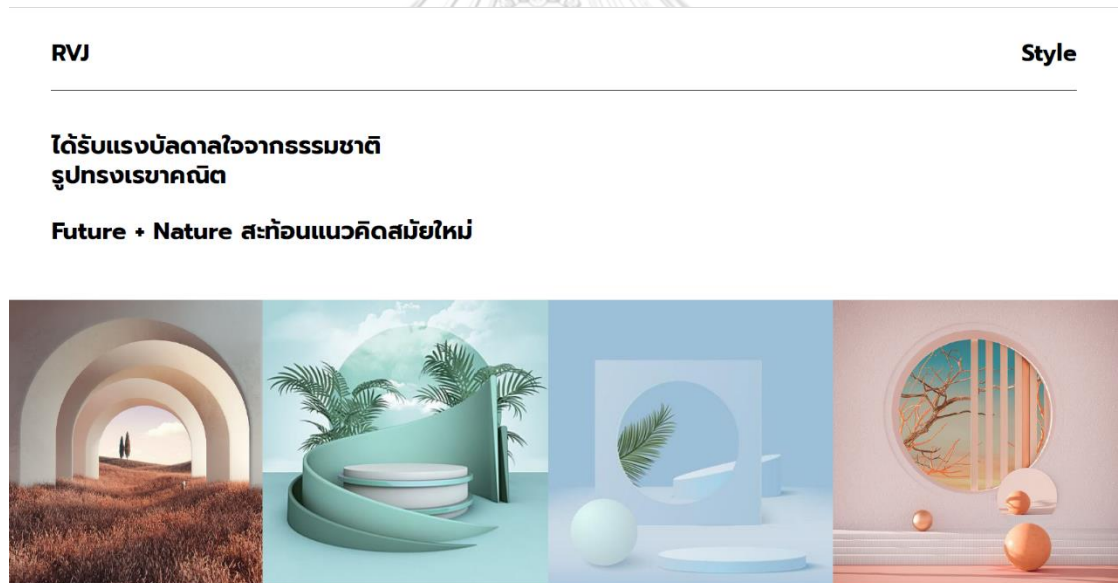 RVJ
Style
ได้รับแรงบัลดาลใจจากธรรมชาติ
รูปทรงเรขาคณิต
Future + Nature สะท้อนแนวคิดสมัยใหม่